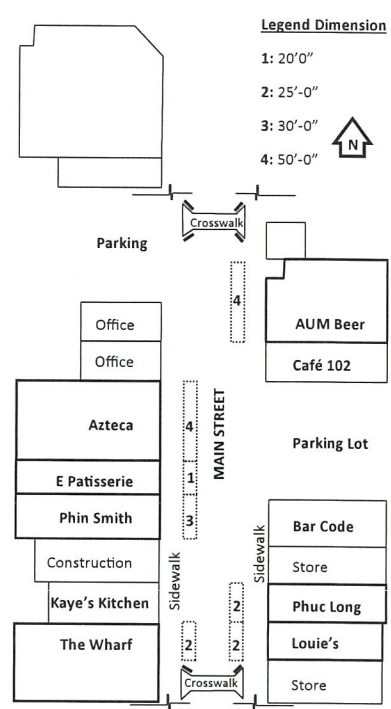 Legend Dimension
1: 20'0"
2: 25'-0"
3: 30'-0"
4: 50'-0"
N
Crosswalk
Parking
4
AUM Beer
Office
Office
Café 102
Azteca
4
MAIN STREET
Parking Lot
E Patisserie
1
Phin Smith
3
Bar Code
Construction
Sidewalk
Sidewalk
Store
Kaye's Kitchen
2
Phuc Long
The Wharf
2
2
Louie's
Crosswalk
Store